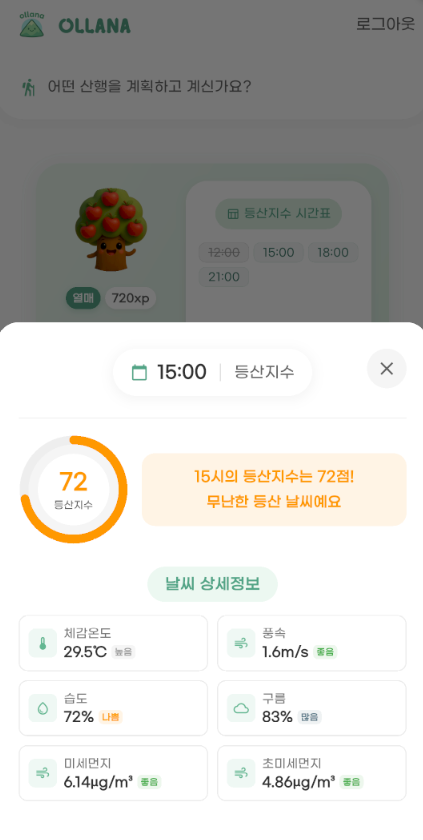 ollana
OLLANA
로그아웃
어떤 산행을 계획하고 계신가요?
등산지수 시간표
12:00 15:00 18:00
21:00
열매 720xp
15:00 등산지수
72
등산지수
15시의 등산지수는 72점!
무난한 등산 날씨예요
날씨 상세정보
체감온도
29.5℃ 높음
풍속
1.6m/s 좋음
습도
72% 나쁨
구름
83% 많음
미세먼지
6.14μg/m³ 좋음
초미세먼지
4.86μg/m³ 좋음